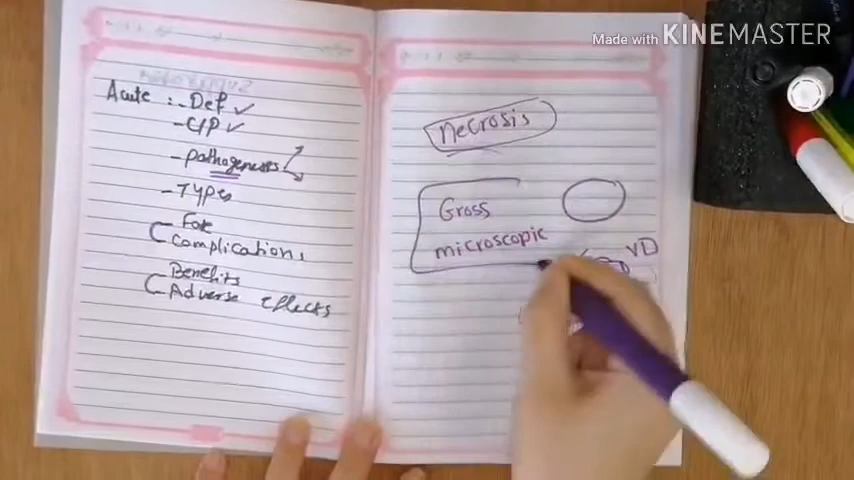 Made with KINEMASTER
Acute :- Def ✓
- C/P ✓
- pathogenesis
- Types
Fate
Complications
Benefits
Adverse effects
necrosis
Gross
microscopic
VD